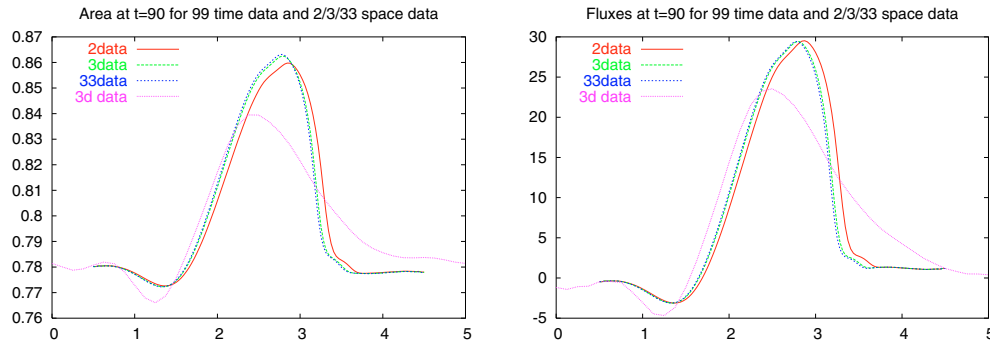 Area at t=90 for 99 time data and 2/3/33 space data
0.87
0.86
0.85
0.84
0.83
0.82
0.81
0.8
0.79
0.78
0.77
0.76
2data
3data
33data
3d data
0 1 2 3 4 5
Fluxes at t=90 for 99 time data and 2/3/33 space data
30
25
20
15
10
5
0
-5
2data
3data
33data
3d data
0 1 2 3 4 5